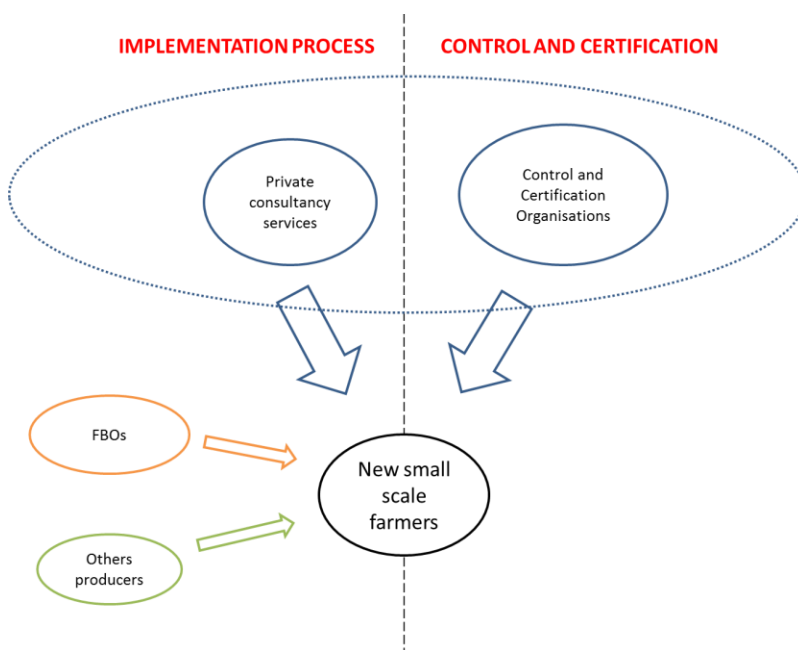 IMPLEMENTATION PROCESS
CONTROL AND CERTIFICATION
Private
consultancy
services
Control and
Certification
Organisations
FBOs
New small
scale
farmers
Others
producers